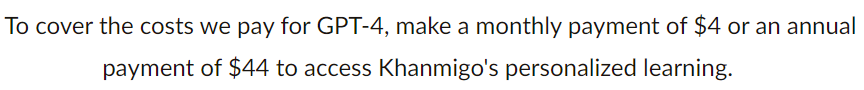 To cover the costs we pay for GPT-4, make a monthly payment of $4 or an annual
payment of $44 to access Khanmigo's personalized learning.